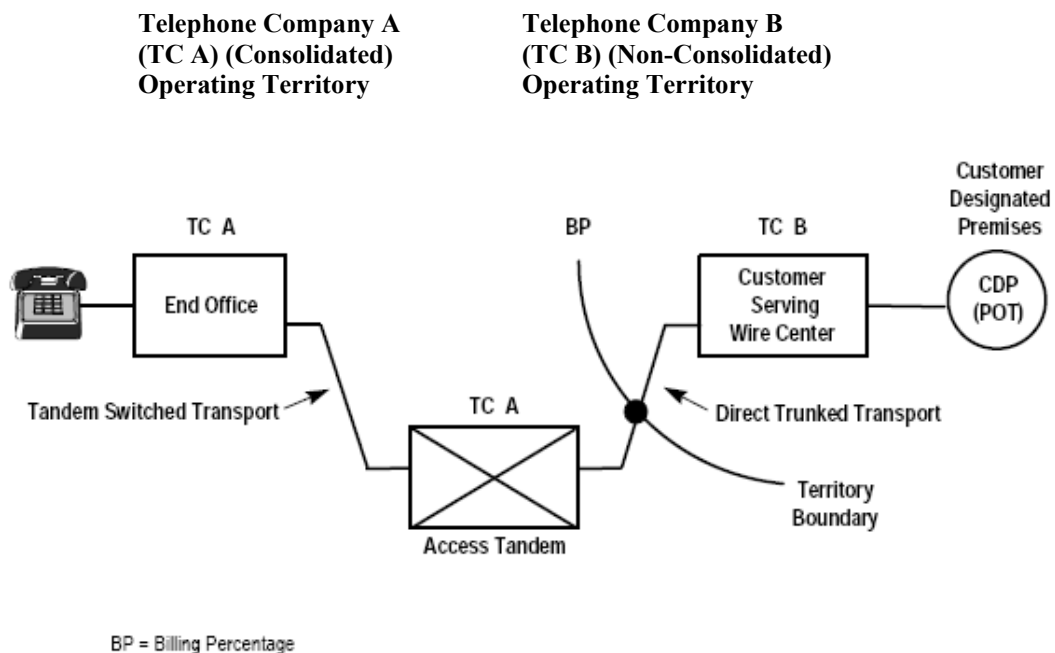 Telephone Company A
(TC A) (Consolidated)
Operating Territory
Telephone Company B
(TC B) (Non-Consolidated)
Operating Territory
Customer
Designated
Premises
TC A
BP
TC B
End Office
Customer
Serving
Wire Center
CDP
(POT)
Tandem Switched Transport
TC A
Direct Trunked Transport
Territory
Boundary
Access Tandem
BP = Billing Percentage